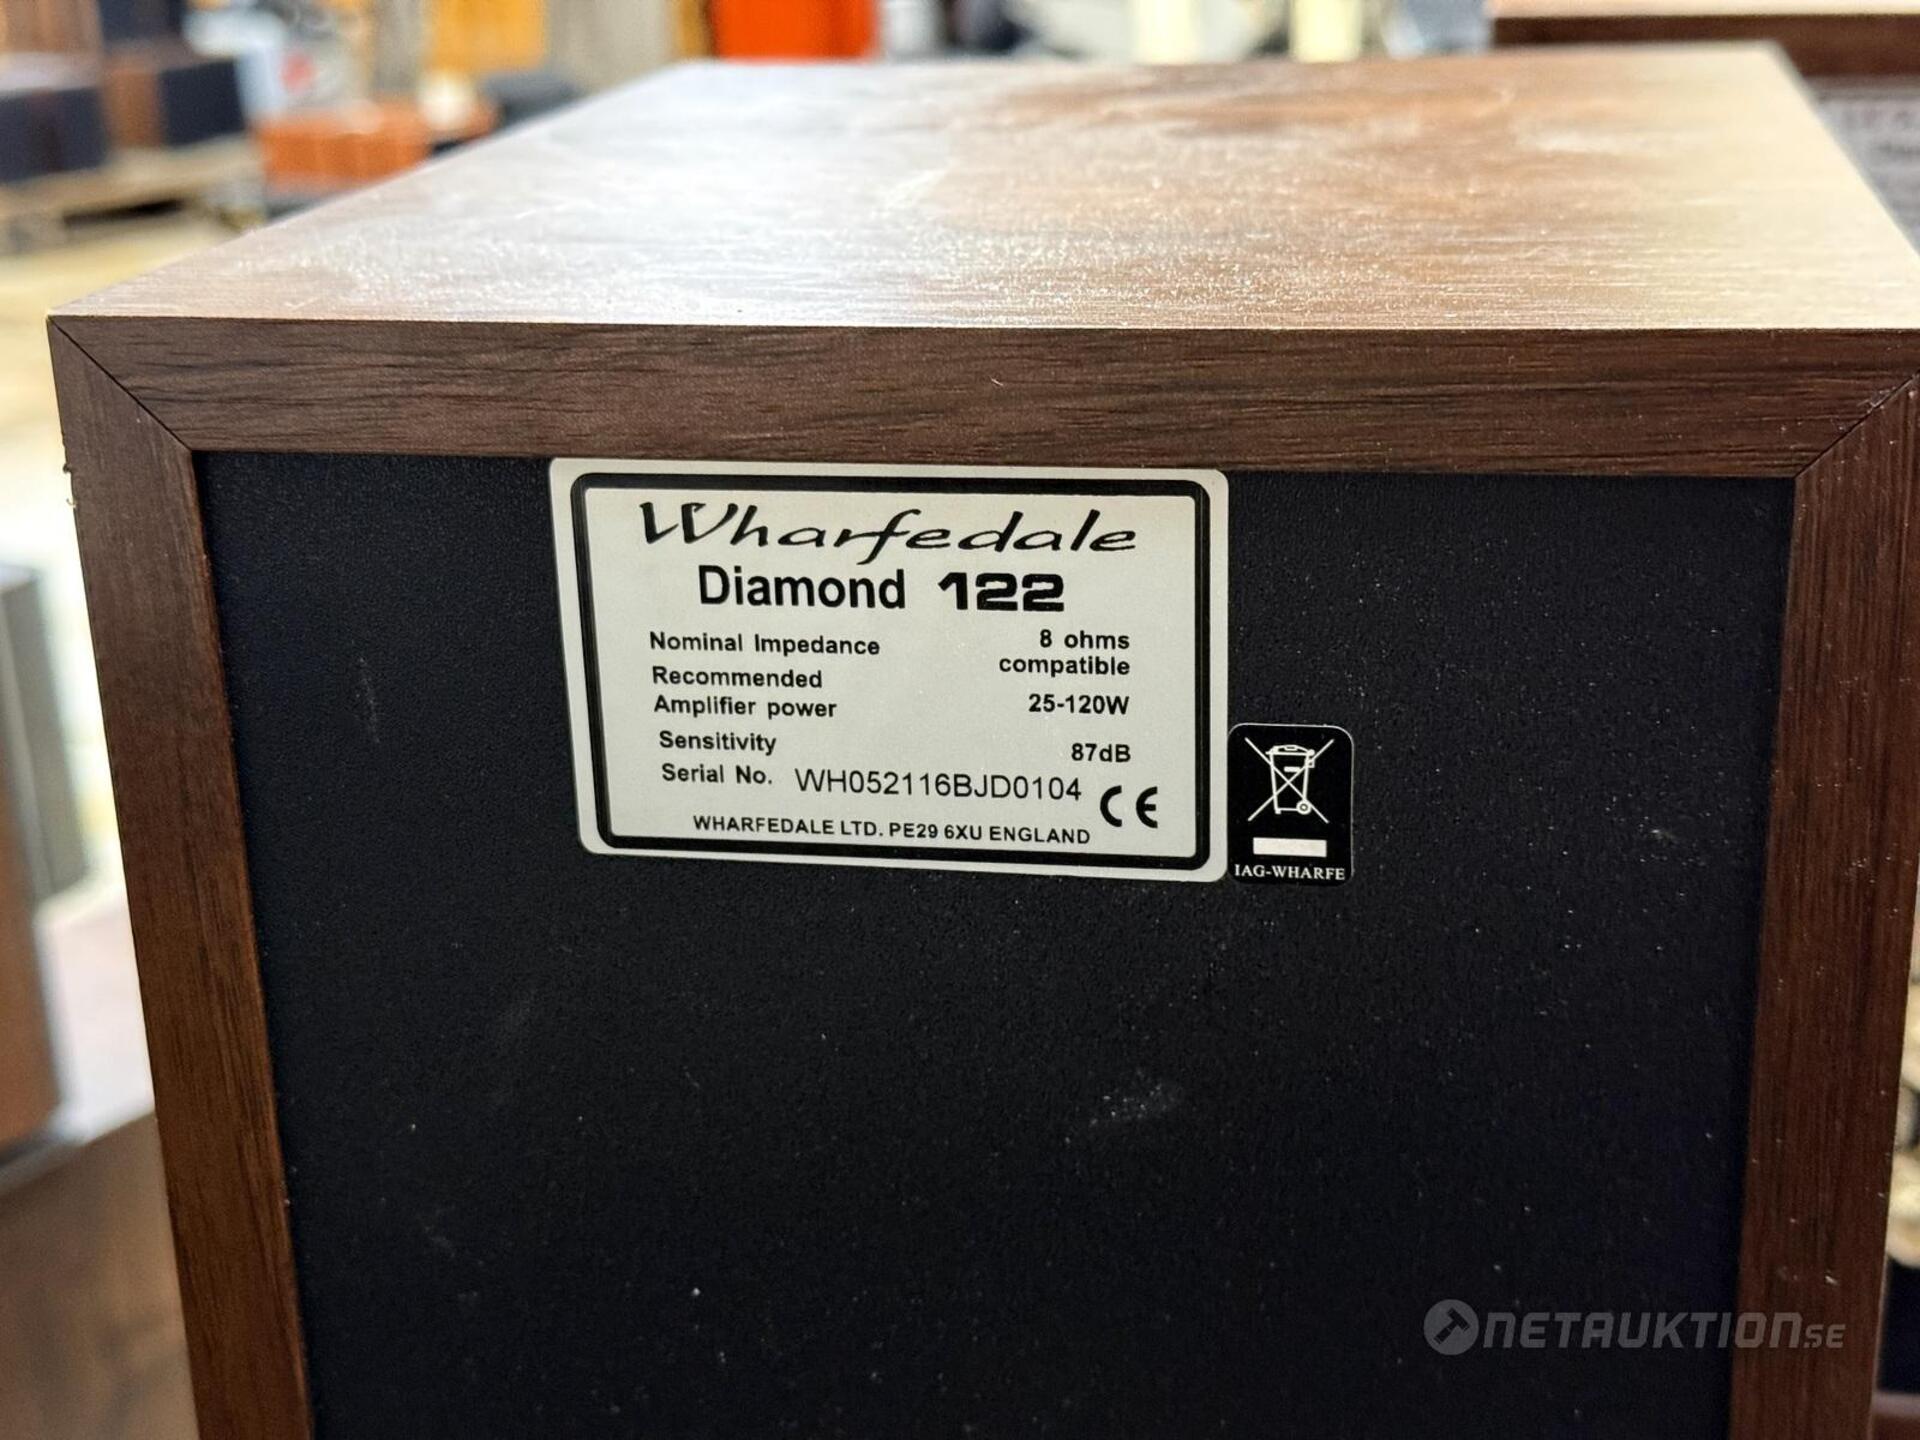 Wharfedale
Diamond 122
Nominal Impedance 8 ohms
compatible
Recommended
Amplifier power 25-120W
Sensitivity 87dB
Serial No. WH052116BJD0104 CE
WHARFEDALE LTD. PE29 6XU ENGLAND
IAG-WHARFE
NETAUKTION.SE